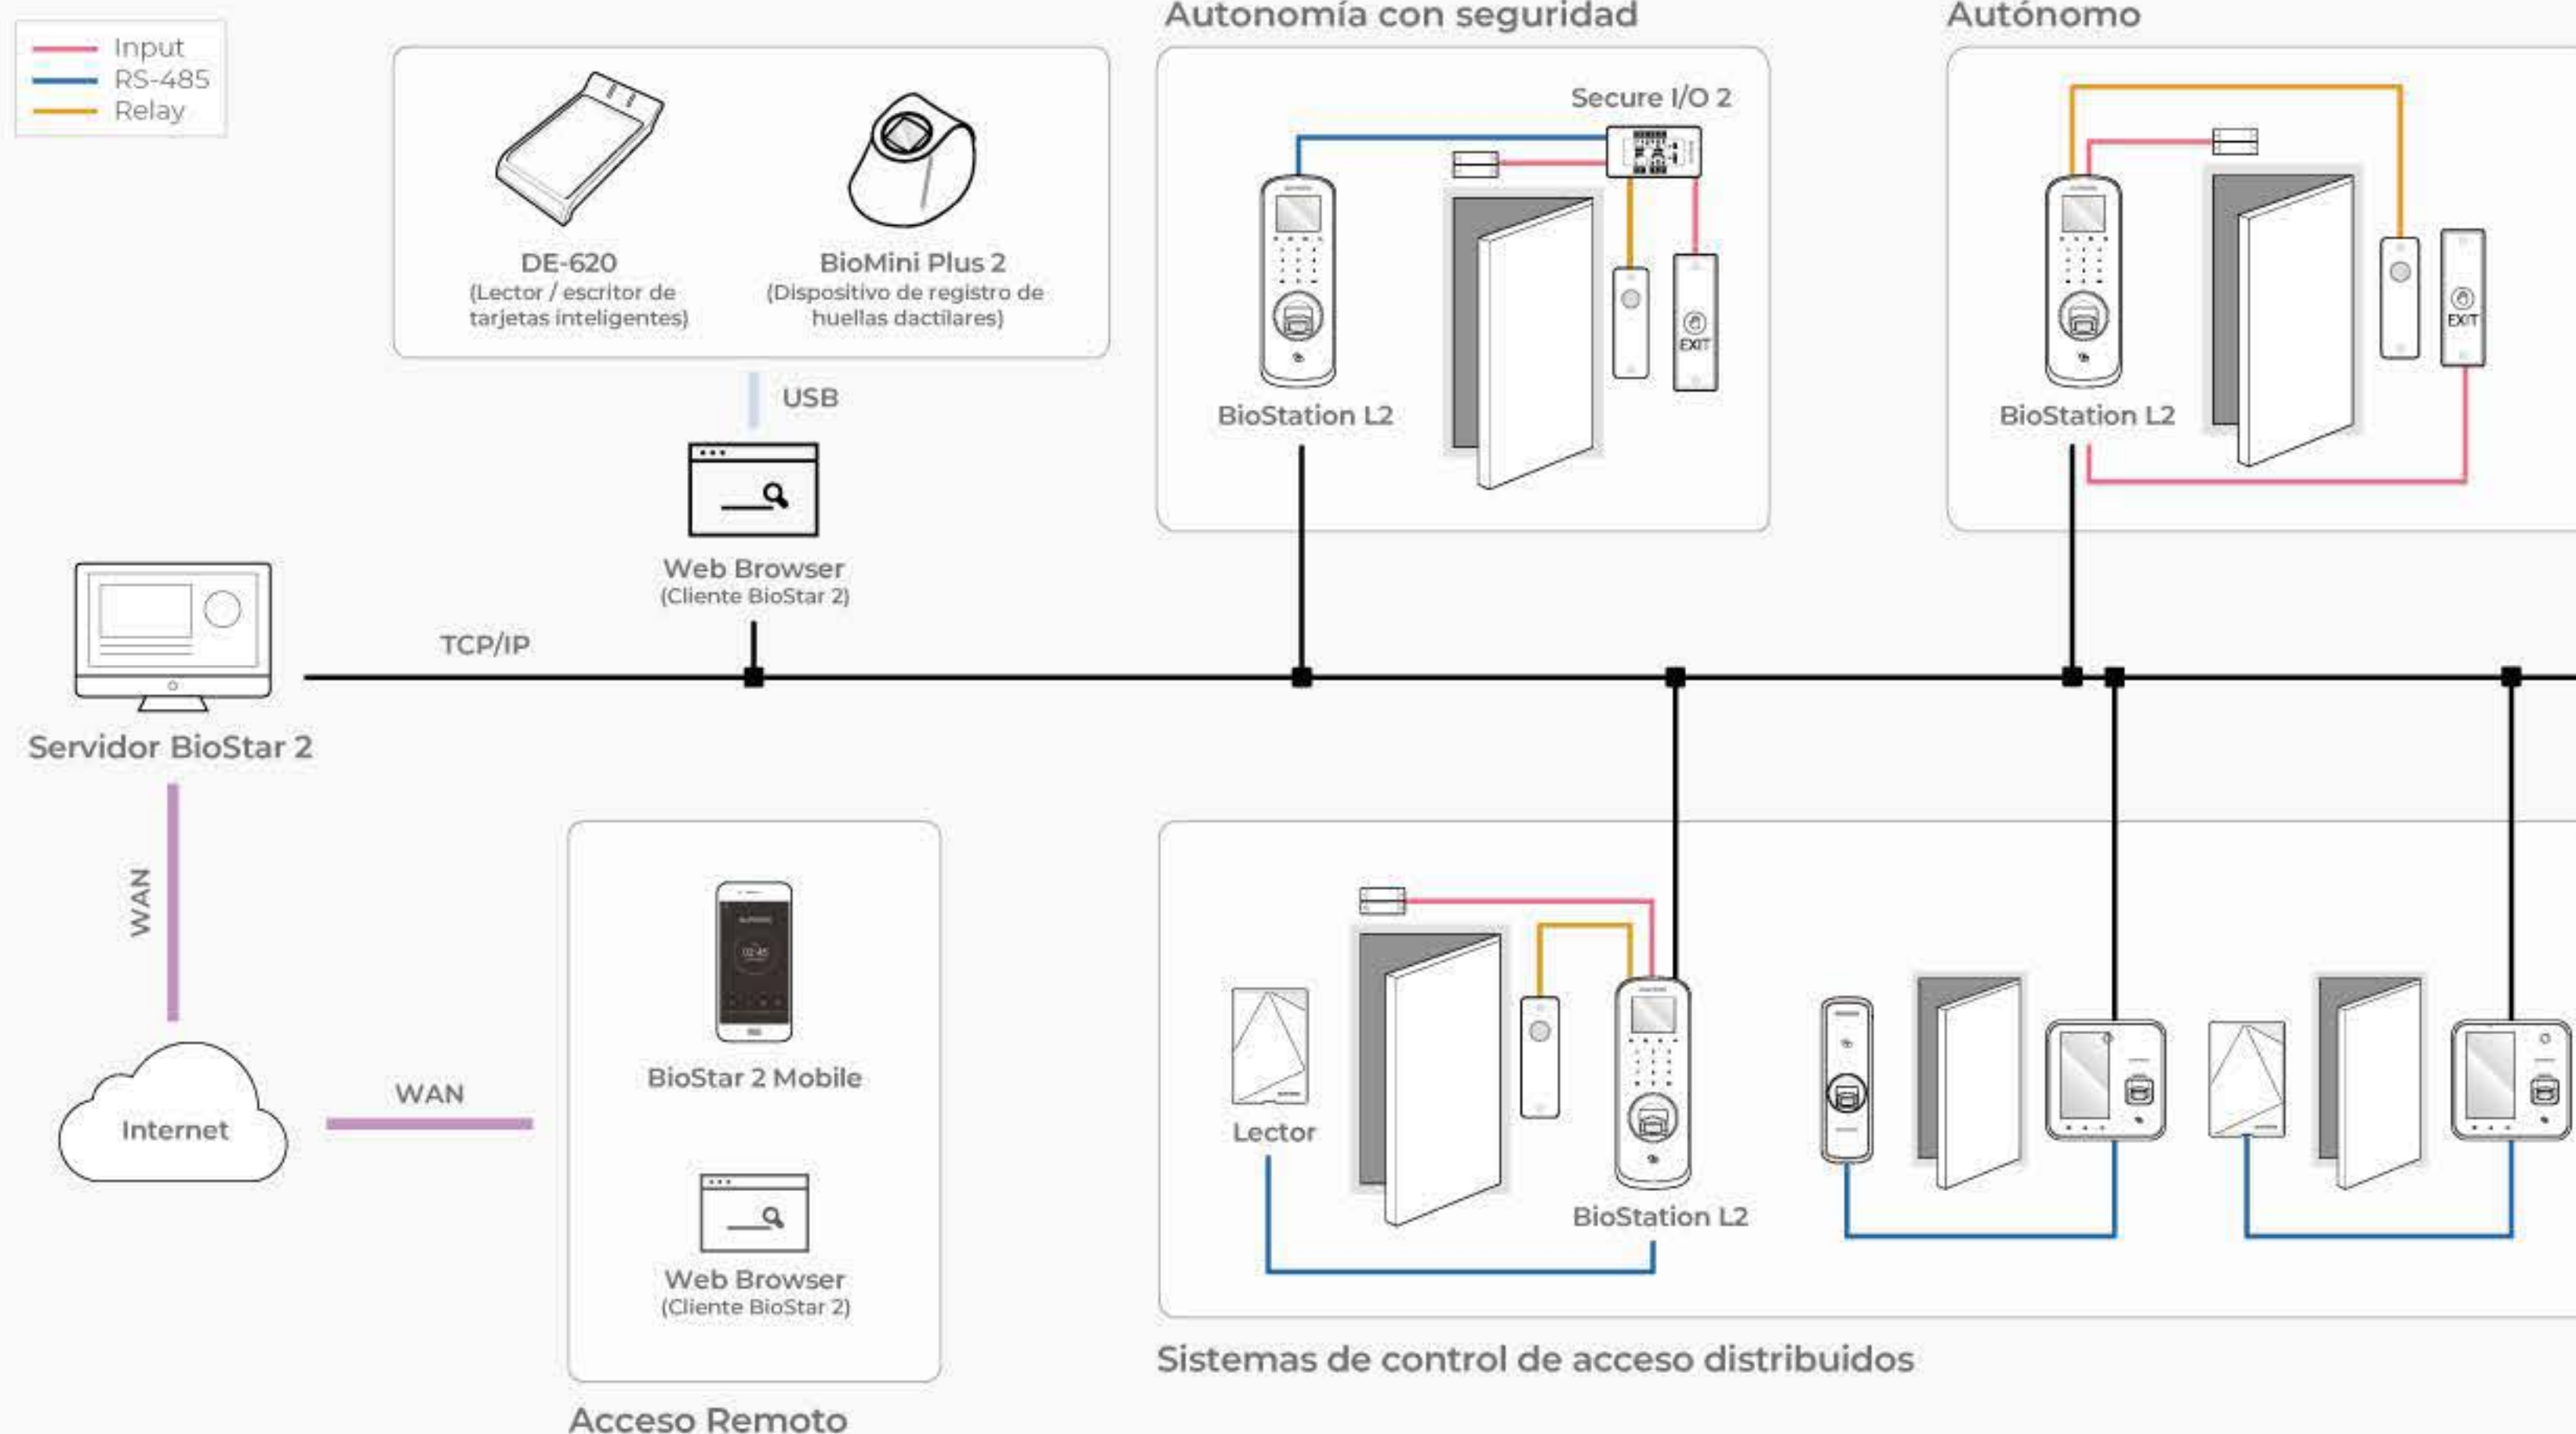 Input
RS-485
Relay
DE-620
(Lector / escritor de
tarjetas inteligentes)
BioMini Plus 2
(Dispositivo de registro de
huellas dactilares)
USB
Web Browser
(Cliente BioStar 2)
TCP/IP
Servidor BioStar 2
WAN
Internet
WAN
BioStar 2 Mobile
02:45
Web Browser
(Cliente BioStar 2)
Acceso Remoto
Autonomía con seguridad
Secure I/O 2
EXIT
BioStation L2
Autónomo
EXIT
BioStation L2
Lector
BioStation L2
Sistemas de control de acceso distribuidos